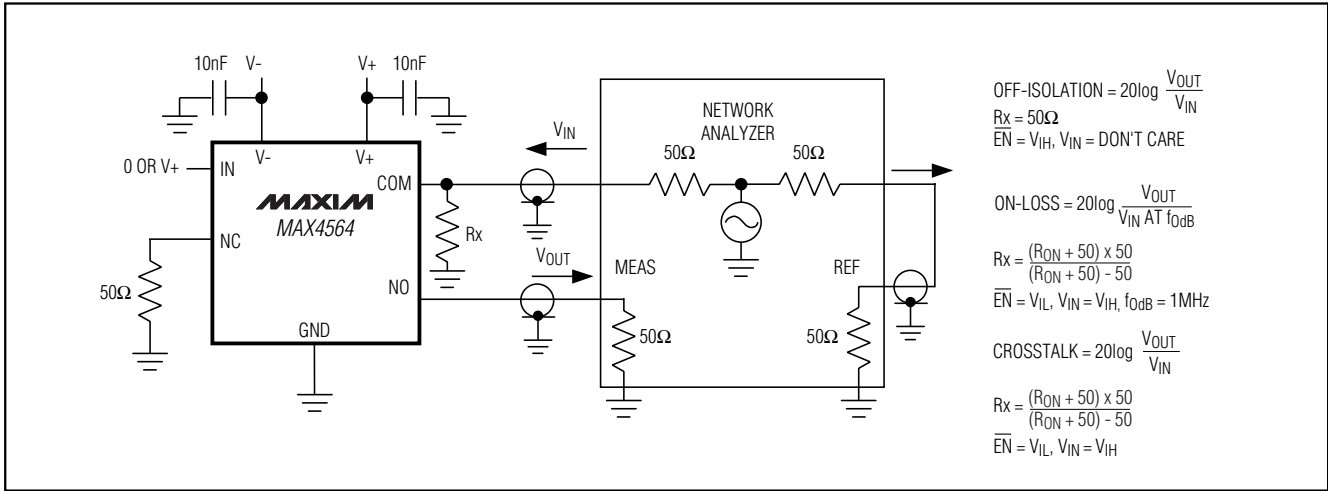 10nF V- V+ 10nF
V- V+
0 OR V+ IN
COM
MAXIM
MAX4564
NC
50Ω
NO
GND
Rx
V_IN
V_OUT
NETWORK
ANALYZER
50Ω 50Ω
MEAS REF
50Ω 50Ω
OFF-ISOLATION = 20log V_OUT / V_IN
Rx = 50Ω
E̅N̅ = V_IH, V_IN = DON'T CARE
ON-LOSS = 20log V_OUT / V_IN AT f_0dB
Rx = (R_ON + 50) x 50 / (R_ON + 50) - 50
E̅N̅ = V_IL, V_IN = V_IH, f_0dB = 1MHz
CROSSTALK = 20log V_OUT / V_IN
Rx = (R_ON + 50) x 50 / (R_ON + 50) - 50
E̅N̅ = V_IL, V_IN = V_IH